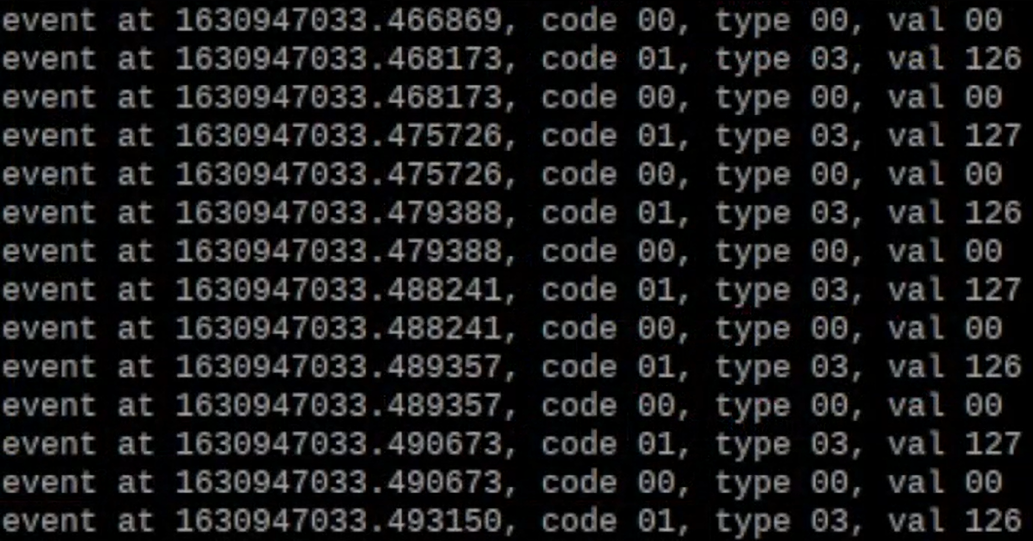 event at 1630947033.466869, code 00, type 00, val 00
event at 1630947033.468173, code 01, type 03, val 126
event at 1630947033.468173, code 00, type 00, val 00
event at 1630947033.475726, code 01, type 03, val 127
event at 1630947033.475726, code 00, type 00, val 00
event at 1630947033.479388, code 01, type 03, val 126
event at 1630947033.479388, code 00, type 00, val 00
event at 1630947033.488241, code 01, type 03, val 127
event at 1630947033.488241, code 00, type 00, val 00
event at 1630947033.489357, code 01, type 03, val 126
event at 1630947033.489357, code 00, type 00, val 00
event at 1630947033.490673, code 01, type 03, val 127
event at 1630947033.490673, code 00, type 00, val 00
event at 1630947033.493150, code 01, type 03, val 126